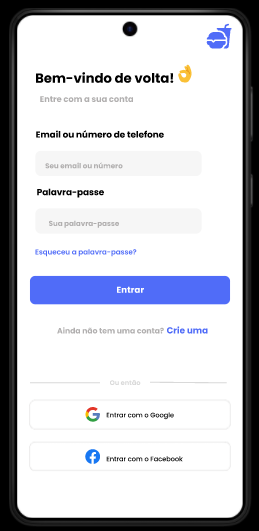 Bem-vindo de volta! 👌
Entre com a sua conta
Email ou número de telefone
Seu email ou número
Palavra-passe
Sua palavra-passe
Esqueceu a palavra-passe?
Entrar
Ainda não tem uma conta? Crie uma
Ou então
Entrar com o Google
Entrar com o Facebook